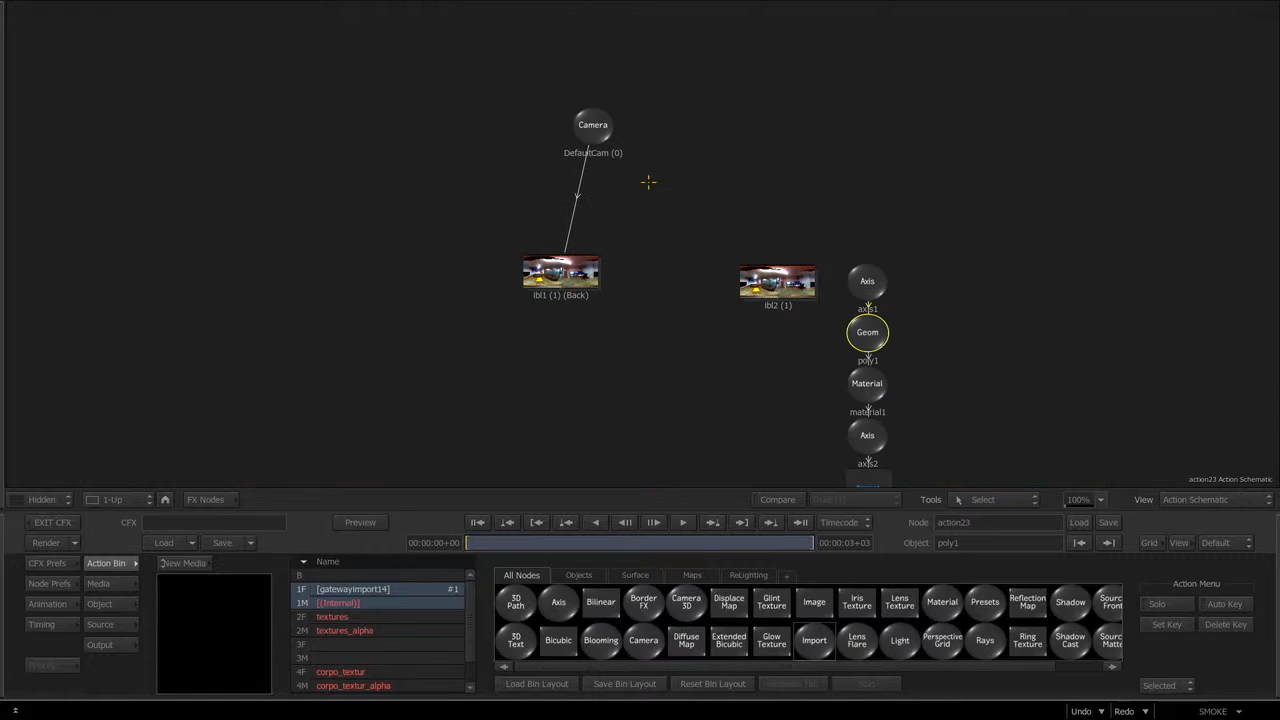 Camera
DefaultCam (0)
ibl1 (1) (Back)
ibl2 (1)
Axis
axis1
Geom
poly1
Material
material1
Axis
axis2
action23 Action Schematic
Hidden
1-Up
FX Nodes
Compare
Tools
Select
100%
View
Action Schematic
EXIT CFX
CFX
Preview
Timecode
Node
action23
Load
Save
Render
Load
Save
00:00:00+00
00:00:03+03
Object
poly1
Grid
View
Default
CFX Prefs
Action Bin
New Media
Name
Node Prefs
Media
Animation
Object
Timing
Source
Output
B
1F
[gatewayimport14]
#1
1M
[(Internal)]
2F
textures
2M
textures_alpha
3F
3M
4F
corpo_textur
4M
corpo_textur_alpha
All Nodes
Objects
Surface
Maps
ReLighting
+
3D Path
Axis
Bilinear
Border FX
Camera 3D
Displace Map
Glint Texture
Image
Iris Texture
Lens Texture
Material
Presets
Reflection Map
Shadow
3D Text
Bicubic
Blooming
Camera
Diffuse Map
Extended Bicubic
Glow Texture
Import
Lens Flare
Light
Perspective Grid
Rays
Ring Texture
Shadow Cast
Load Bin Layout
Save Bin Layout
Reset Bin Layout
Action Menu
Solo
Auto Key
Set Key
Delete Key
Selected
Undo
Redo
SMOKE